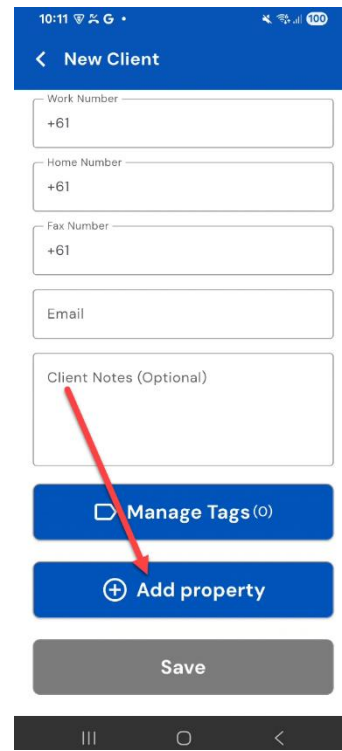 10:11 G •
100
New Client
Work Number
+61
Home Number
+61
Fax Number
+61
Email
Client Notes (Optional)
Manage Tags(0)
Add property
Save